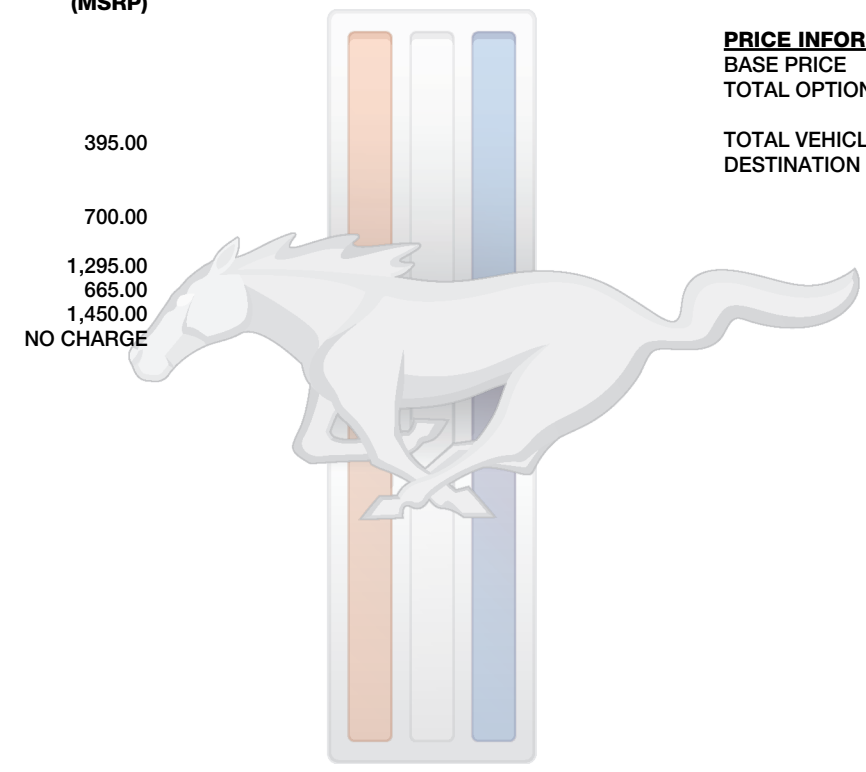 (MSRP)
395.00
700.00
1,295.00
665.00
1,450.00
NO CHARGE
PRICE INFOR
BASE PRICE
TOTAL OPTION
TOTAL VEHICL
DESTINATION